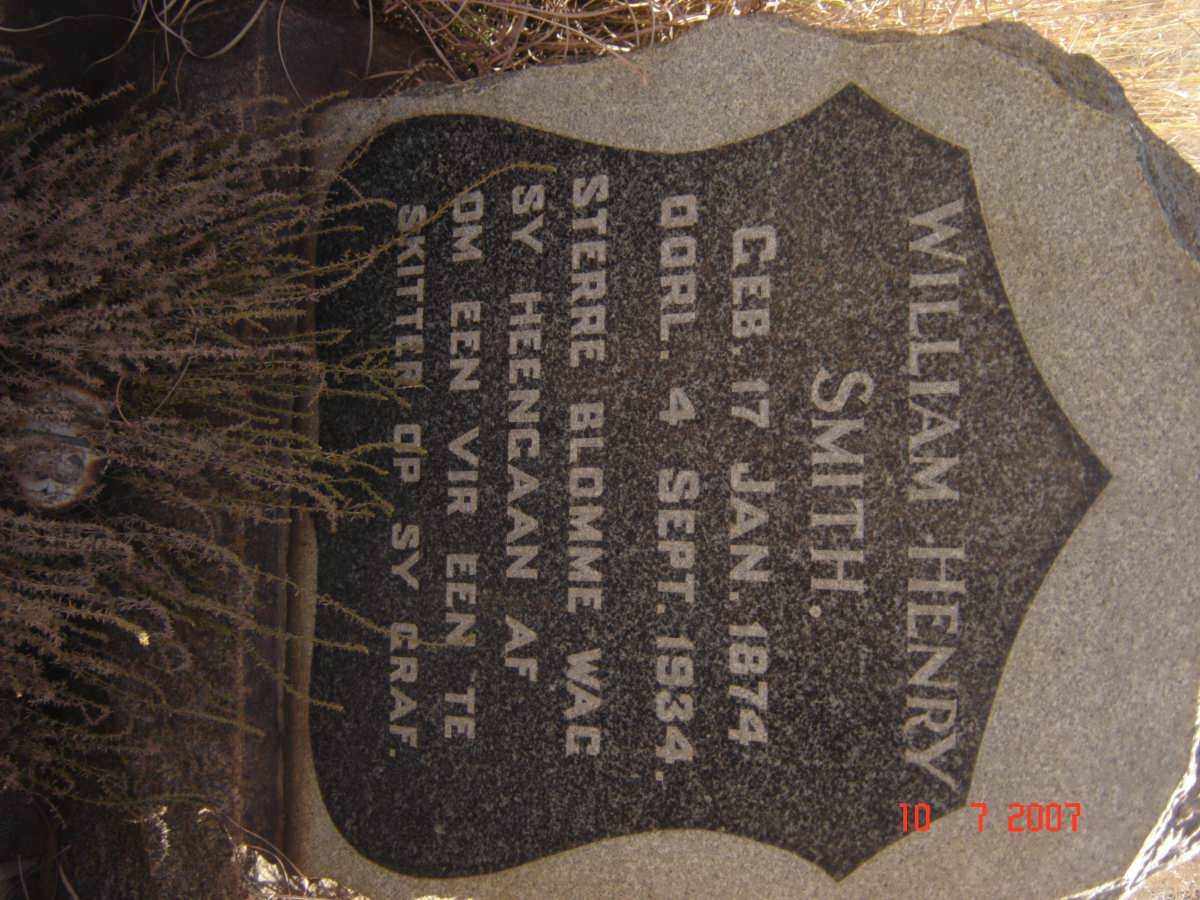 WILLIAM HENRY
SMITH.
GEB. 17 JAN. 1874
OORL. 4 SEPT. 1934.
STERRE BLOMME WAG
SY HEENGAAN AF
OM EEN VIR EEN TE
SKITTER OP SY GRAF.
10 7 2007